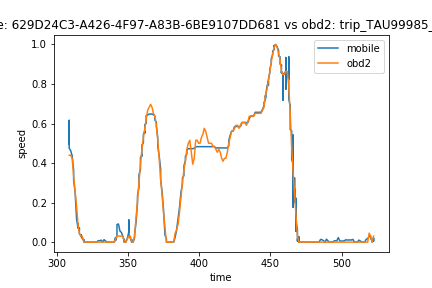 e: 629D24C3-A426-4F97-A83B-6BE9107DD681 vs obd2: trip_TAU99985_
mobile
obd2
1.0
0.8
0.6
0.4
0.2
0.0
speed
300 350 400 450 500
time